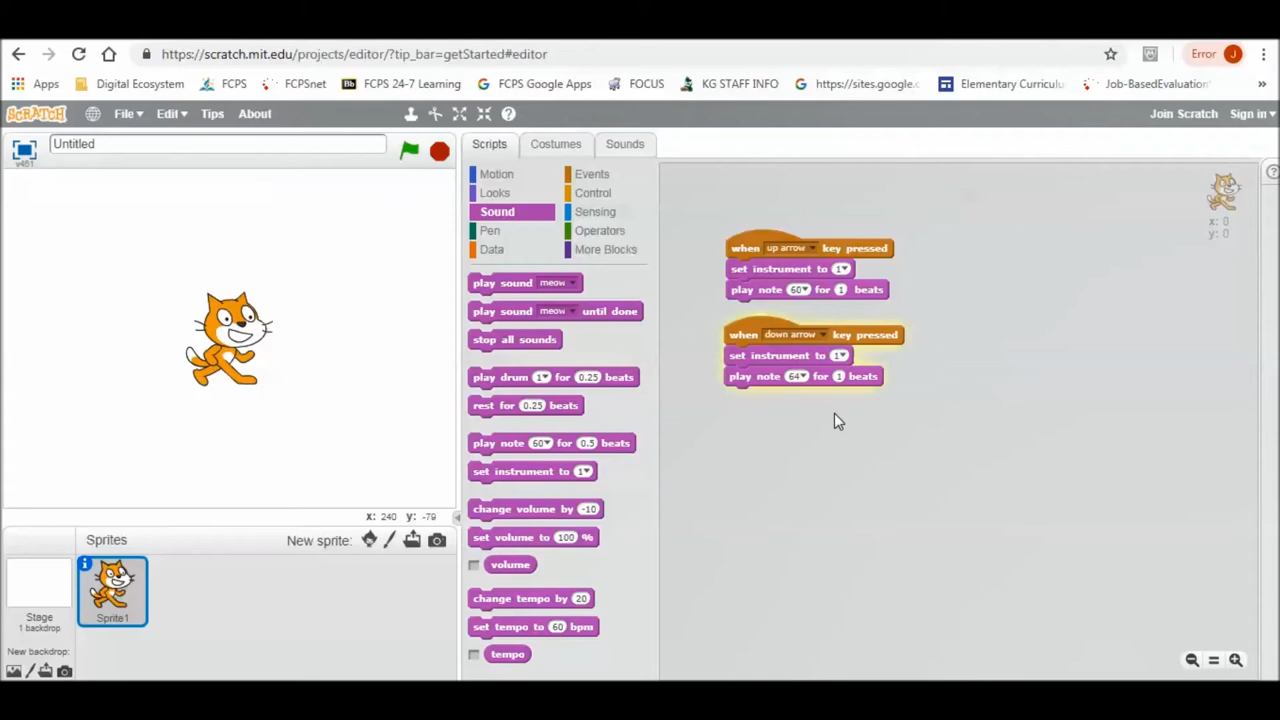 https://scratch.mit.edu/projects/editor/?tip_bar=getStarted#editor
Error J
Apps Digital Ecosystem FCPS FCPSnet Bb FCPS 24-7 Learning G FCPS Google Apps FOCUS KG STAFF INFO G https://sites.google.c Elementary Curriculu Job-BasedEvaluation »
SCRATCH File Edit Tips About ? Join Scratch Sign in
v461 Untitled
Scripts Costumes Sounds
Motion Events
Looks Control
Sound Sensing
Pen Operators
Data More Blocks
play sound meow
play sound meow until done
stop all sounds
play drum 1 for 0.25 beats
rest for 0.25 beats
play note 60 for 0.5 beats
set instrument to 1
change volume by -10
set volume to 100 %
volume
change tempo by 20
set tempo to 60 bpm
tempo
when up arrow key pressed
set instrument to 1
play note 60 for 1 beats
when down arrow key pressed
set instrument to 1
play note 64 for 1 beats
?
x: 0
y: 0
x: 240 y: -79
Sprites New sprite:
Stage
1 backdrop
New backdrop:
i
Sprite1